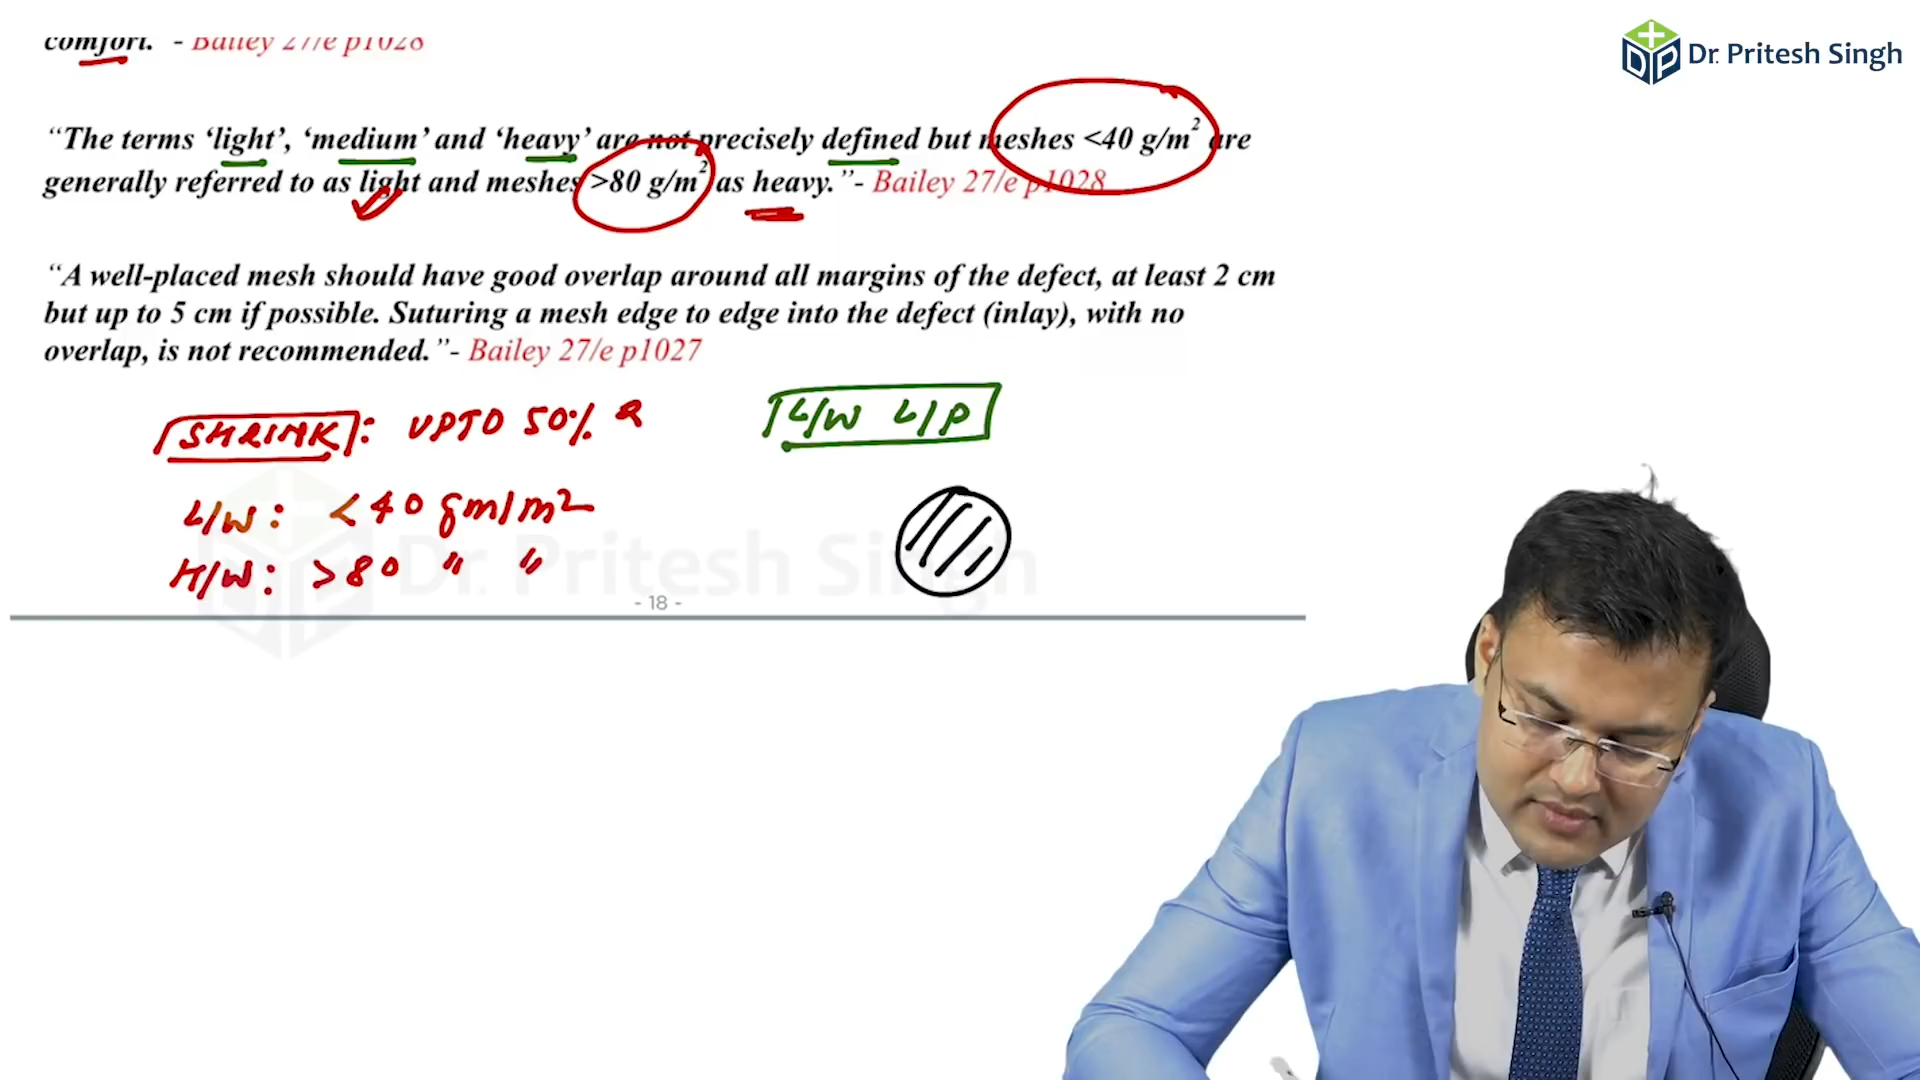 comfort. - Bailey 27/e p1028
Dr. Pritesh Singh
“The terms ‘light’, ‘medium’ and ‘heavy’ are not precisely defined but meshes <40 g/m² are
generally referred to as light and meshes >80 g/m² as heavy.”- Bailey 27/e p1028
“A well-placed mesh should have good overlap around all margins of the defect, at least 2 cm
but up to 5 cm if possible. Suturing a mesh edge to edge into the defect (inlay), with no
overlap, is not recommended.”- Bailey 27/e p1027
SHRINK: UPTO 50%
L/W L/P
L/W: <40 gm/m2
H/W: >80 " "
Dr. Pritesh Singh
- 18 -